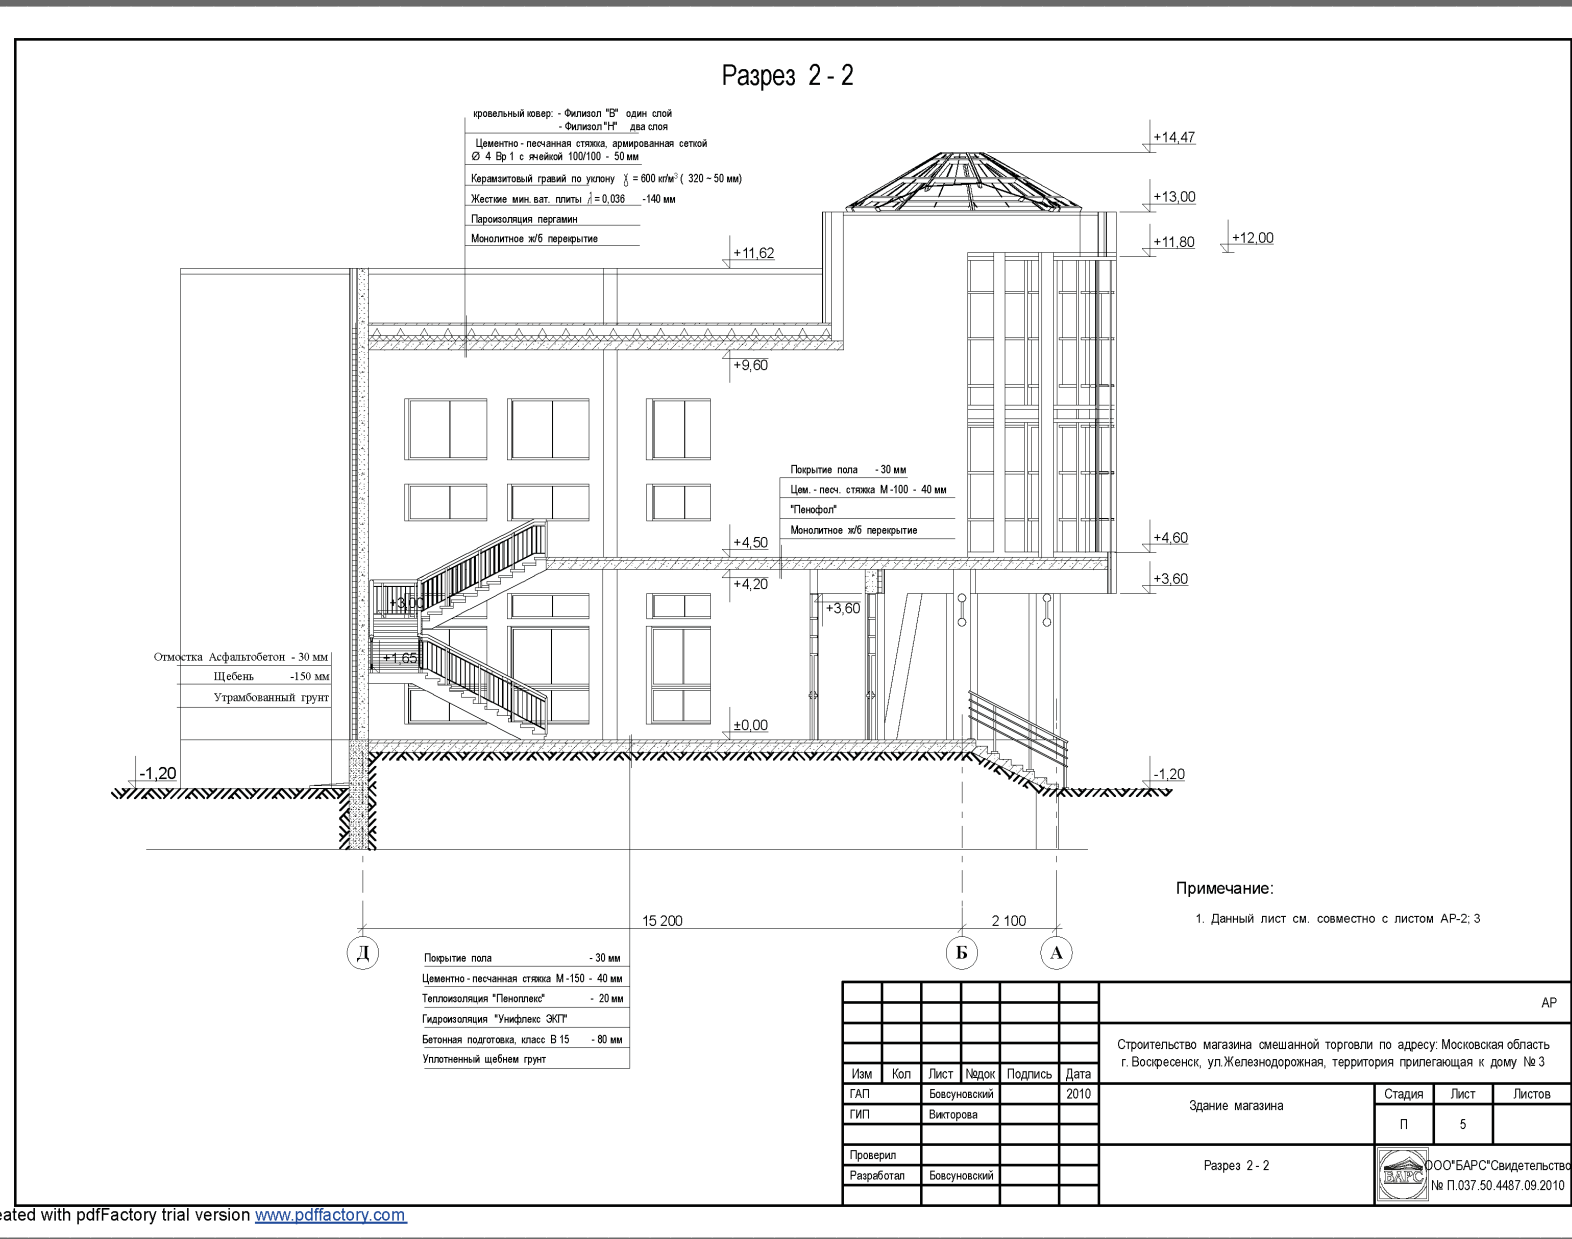 Разрез 2 - 2
кровельный ковер: - Филизол "В" один слой
- Филизол "Н" два слоя
Цементно - песчанная стяжка, армированная сеткой
Ø 4 Вр 1 с ячейкой 100/100 - 50 мм
Керамзитовый гравий по уклону γ = 600 кг/м³ ( 320 ~ 50 мм)
Жесткие мин. ват. плиты λ = 0,036 -140 мм
Пароизоляция пергамин
Монолитное ж/б перекрытие
+14,47
+13,00
+11,80
+12,00
+11,62
+9,60
Покрытие пола - 30 мм
Цем. - песч. стяжка М -100 - 40 мм
"Пенофол"
Монолитное ж/б перекрытие
+4,50
+4,20
+4,60
+3,60
+3,60
+3,00
+1,65
Отмостка Асфальтобетон - 30 мм
Щебень -150 мм
Утрамбованный грунт
±0,00
-1,20
-1,20
15 200
2 100
Д
Б
А
Примечание:
1. Данный лист см. совместно с листом АР-2; 3
Покрытие пола - 30 мм
Цементно - песчанная стяжка М -150 - 40 мм
Теплоизоляция "Пеноплекс" - 20 мм
Гидроизоляция "Унифлекс ЭКП"
Бетонная подготовка, класс В 15 - 80 мм
Уплотненный щебнем грунт
АР
Строительство магазина смешанной торговли по адресу: Московская область
г. Воскресенск, ул.Железнодорожная, территория прилегающая к дому № 3
Изм Кол Лист №док Подпись Дата
ГАП Бовсуновский 2010
ГИП Викторова
Здание магазина
Стадия Лист Листов
П 5
Проверил
Разработал Бовсуновский
Разрез 2 - 2
БАРС
ООО"БАРС"Свидетельство
№ П.037.50.4487.09.2010
eated with pdfFactory trial version www.pdffactory.com